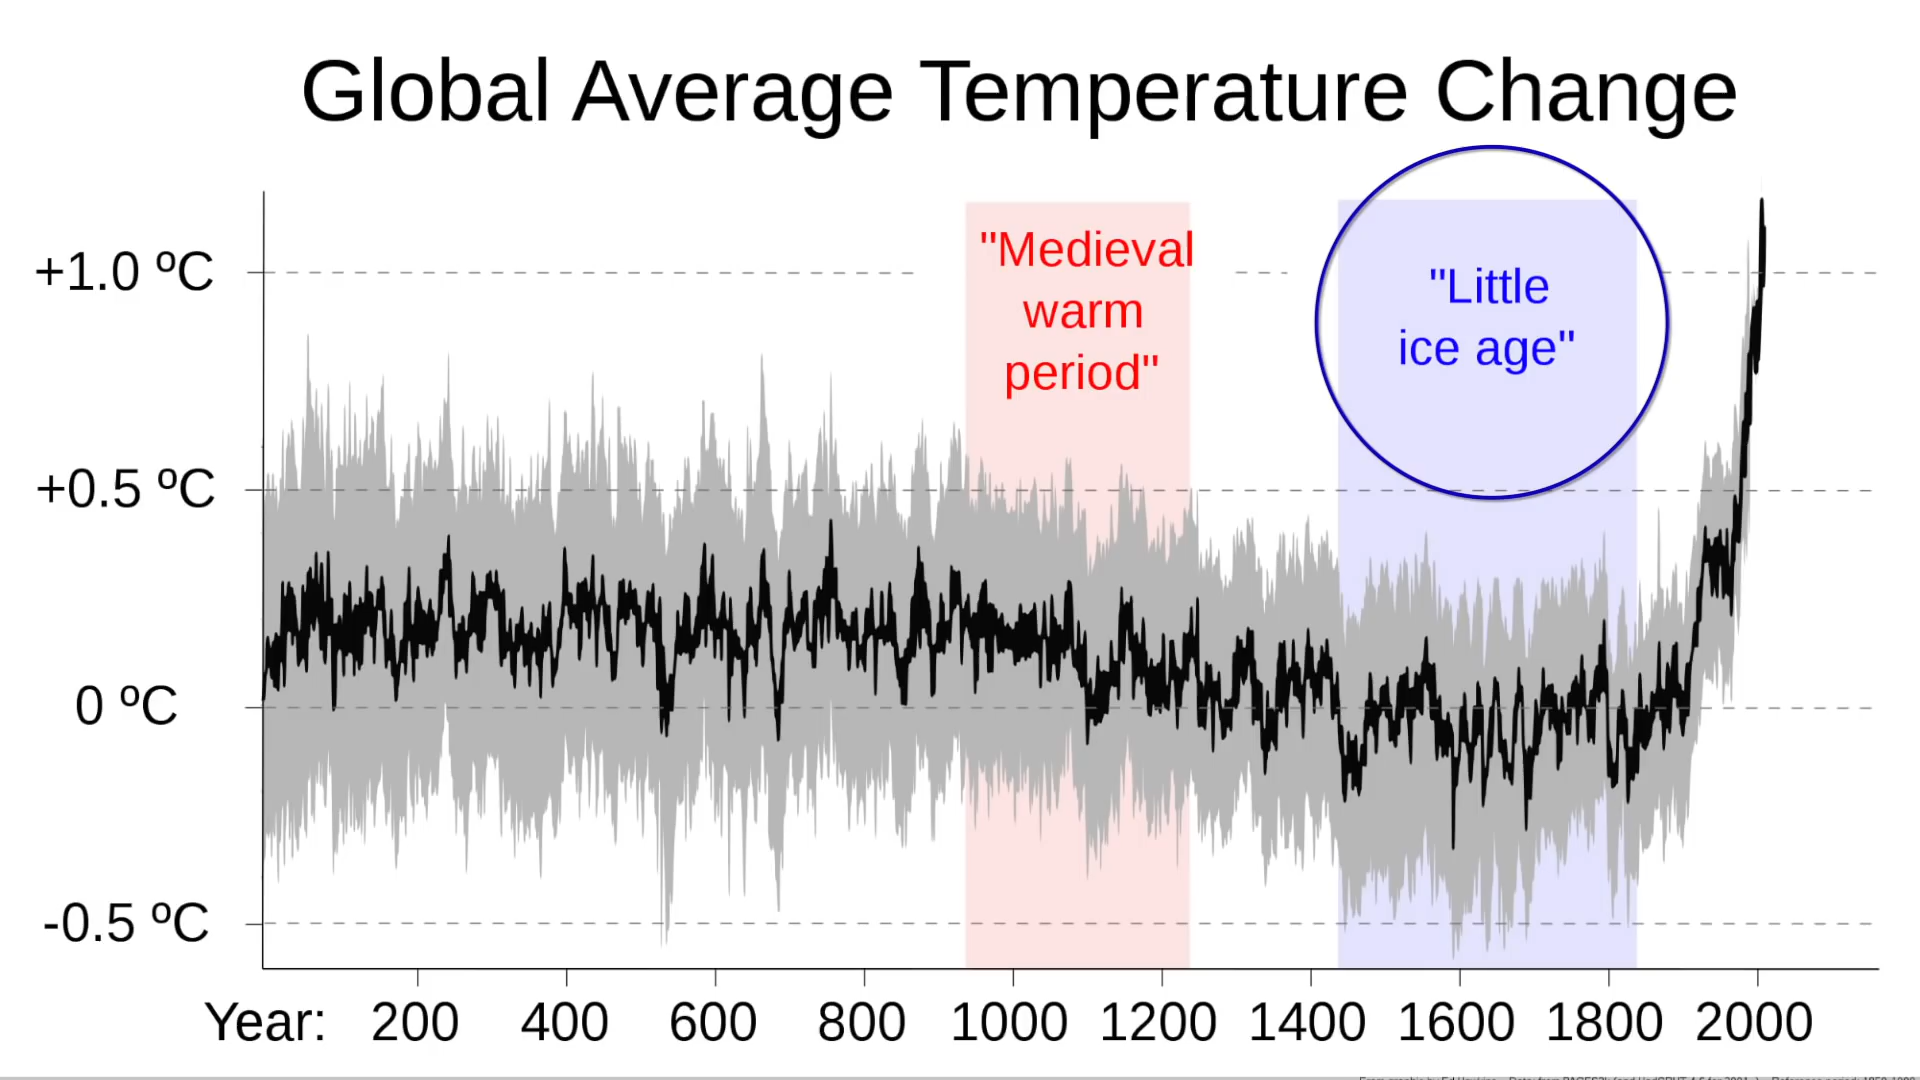 Global Average Temperature Change
+1.0 ºC
+0.5 ºC
0 ºC
-0.5 ºC
"Medieval
warm
period"
"Little
ice age"
Year: 200 400 600 800 1000 1200 1400 1600 1800 2000